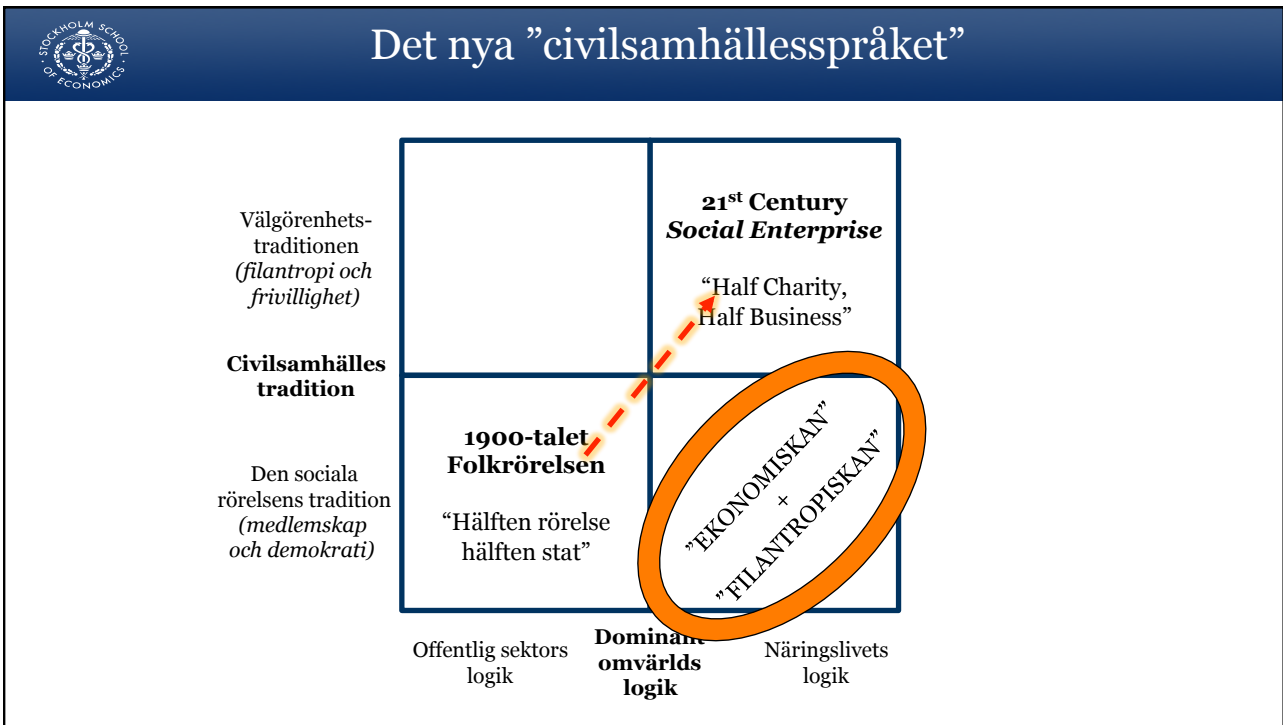 STOCKHOLM SCHOOL
OF ECONOMICS
Det nya ”civilsamhällesspråket”
Välgörenhets-
traditionen
(filantropi och
frivillighet)
21st Century
Social Enterprise
“Half Charity,
Half Business”
Civilsamhälles
tradition
Den sociala
rörelsens tradition
(medlemskap
och demokrati)
1900-talet
Folkrörelsen
“Hälften rörelse
hälften stat”
”EKONOMISKAN”
+
”FILANTROPISKAN”
Offentlig sektors
logik
Dominant
omvärlds
logik
Näringslivets
logik